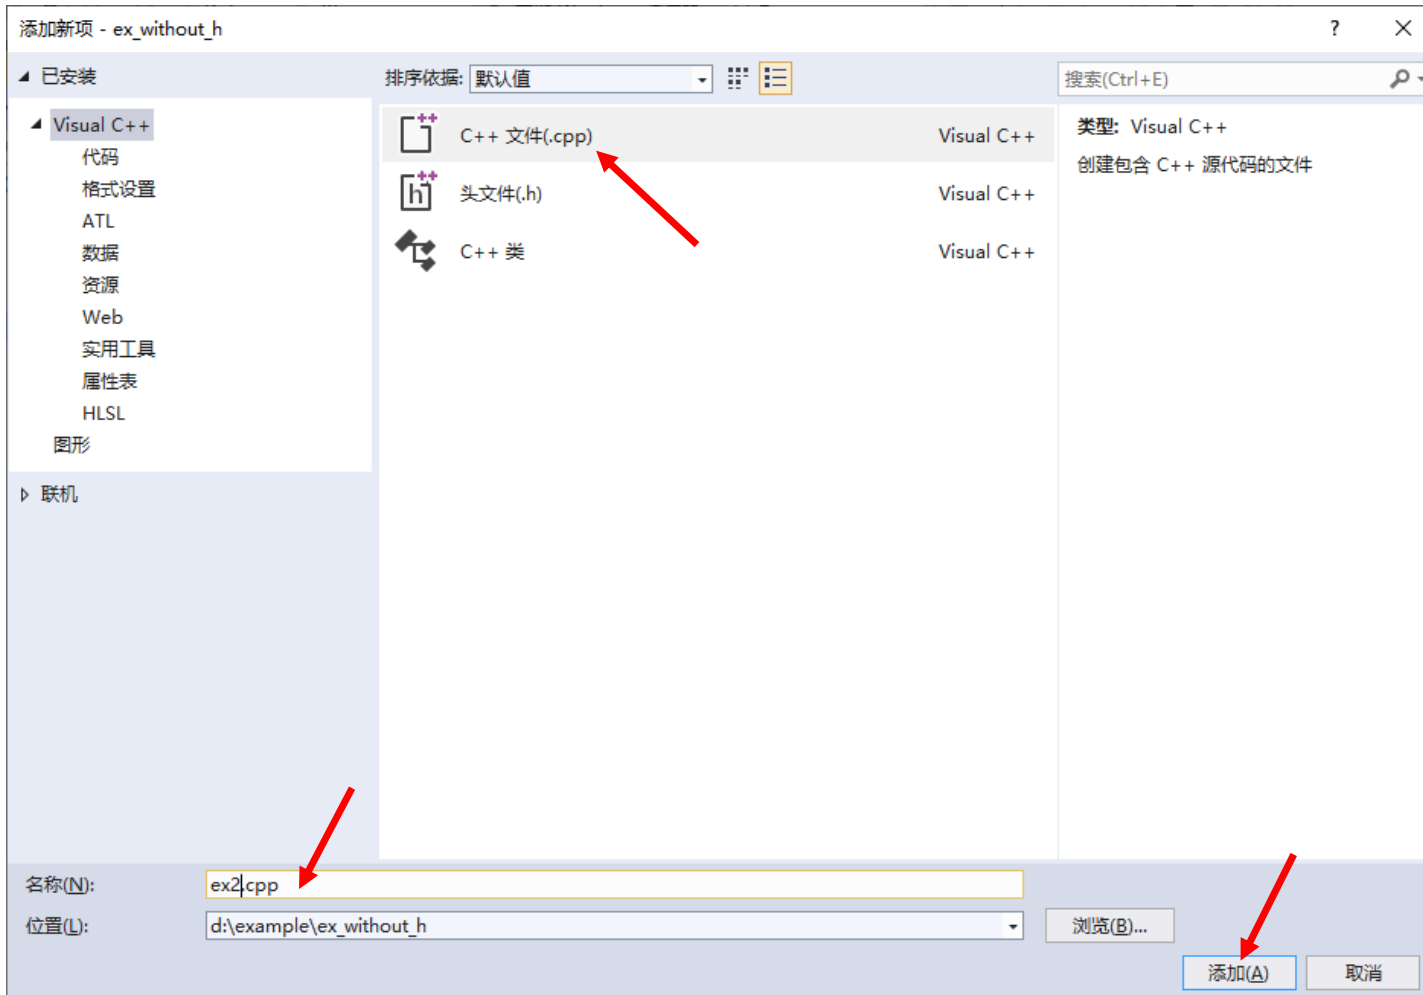 添加新项 - ex_without_h
?
已安装
排序依据: 默认值
搜索(Ctrl+E)
Visual C++
代码
格式设置
ATL
数据
资源
Web
实用工具
属性表
HLSL
图形
联机
C++ 文件(.cpp) Visual C++
头文件(.h) Visual C++
C++ 类 Visual C++
类型: Visual C++
创建包含 C++ 源代码的文件
名称(N): ex2.cpp
位置(L): d:\example\ex_without_h 浏览(B)...
添加(A) 取消